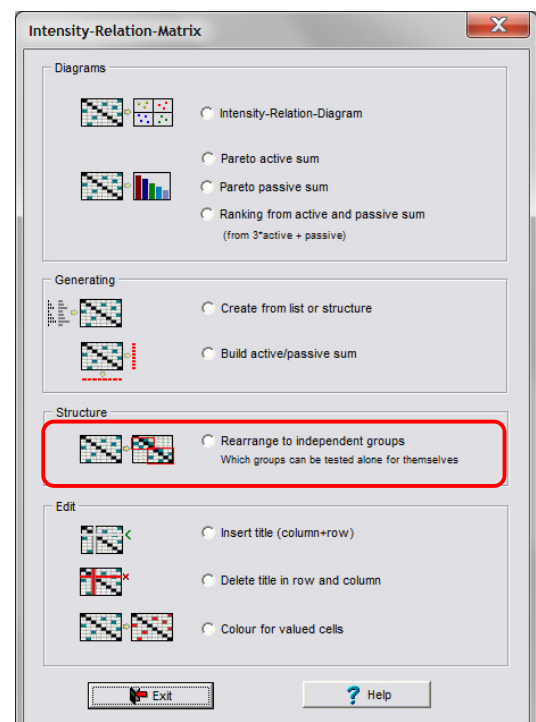 Intensity-Relation-Matrix
Diagrams
Intensity-Relation-Diagram
Pareto active sum
Pareto passive sum
Ranking from active and passive sum
(from 3*active + passive)
Generating
Create from list or structure
Build active/passive sum
Structure
Rearrange to independent groups
Which groups can be tested alone for themselves
Edit
Insert title (column+row)
Delete title in row and column
Colour for valued cells
Exit
? Help